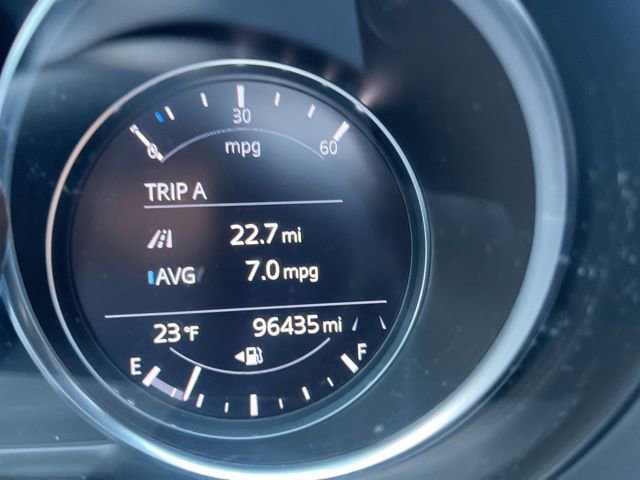 30
0 60
mpg
TRIP A
22.7 mi
AVG 7.0 mpg
23 °F 96435 mi
E F